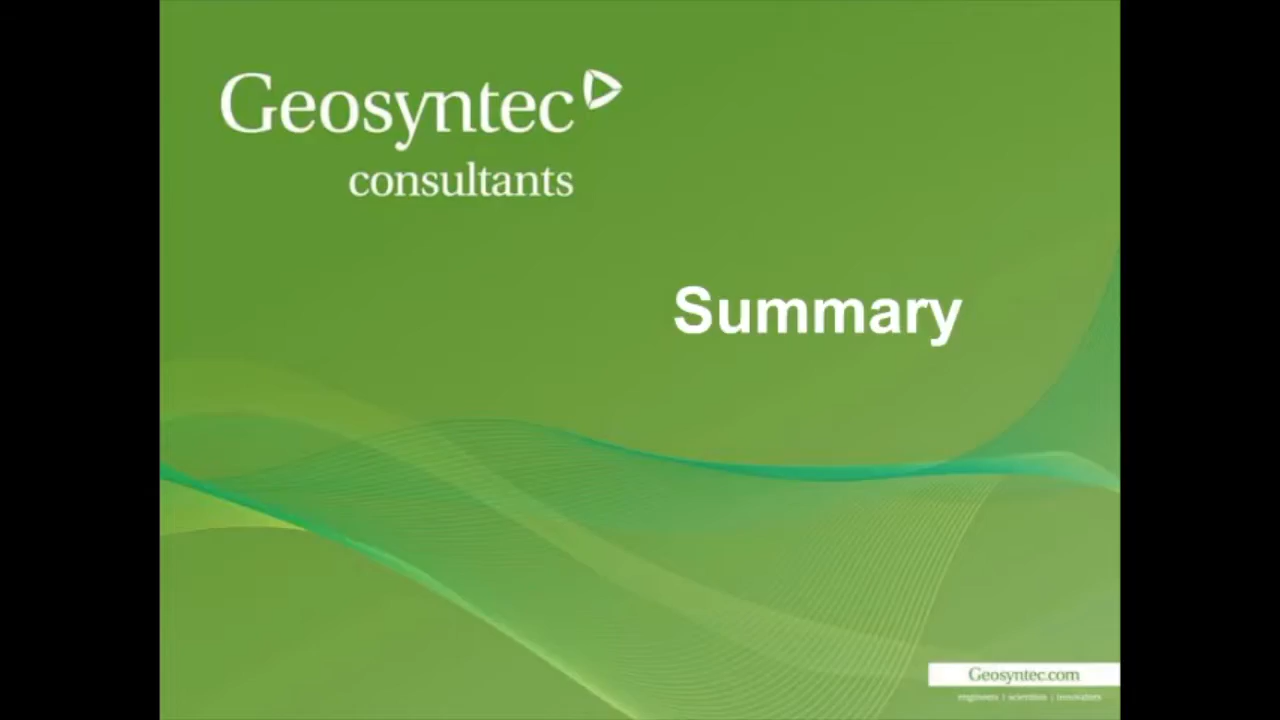 Geosyntec
consultants
Summary
Geosyntec.com
engineers | scientists | innovators